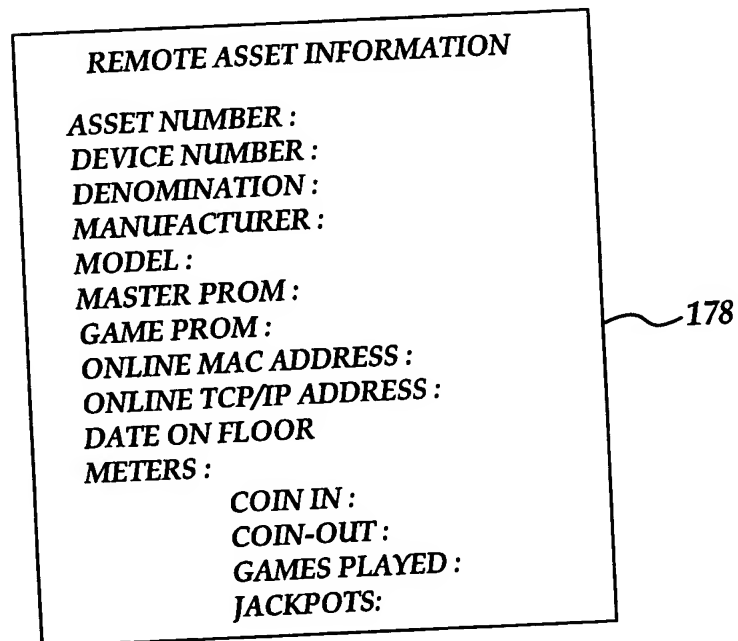 REMOTE ASSET INFORMATION
ASSET NUMBER :
DEVICE NUMBER :
DENOMINATION :
MANUFACTURER :
MODEL :
MASTER PROM :
GAME PROM :
ONLINE MAC ADDRESS :
ONLINE TCP/IP ADDRESS :
DATE ON FLOOR
METERS :
COIN IN :
COIN-OUT :
GAMES PLAYED :
JACKPOTS:
178